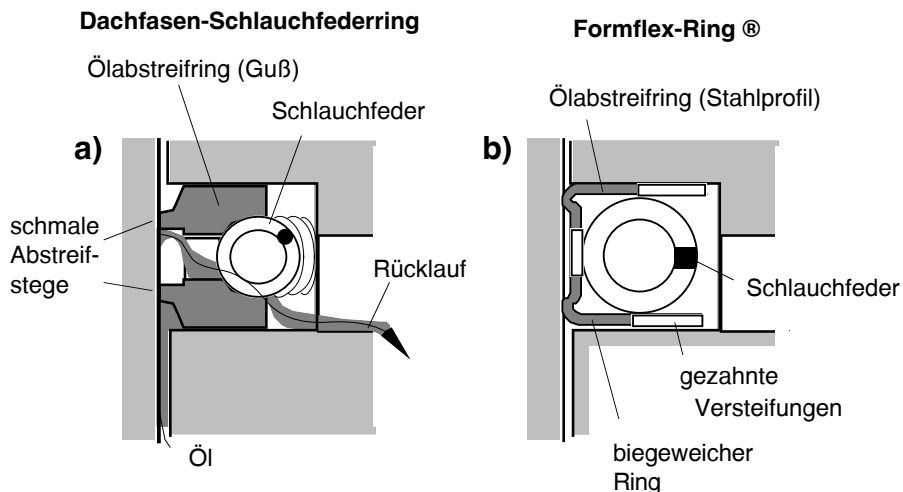 Dachfasen-Schlauchfederring
Formflex-Ring ®
Ölabstreifring (Guß)
Schlauchfeder
a)
schmale
Abstreif-
stege
Rücklauf
Öl
Ölabstreifring (Stahlprofil)
b)
Schlauchfeder
gezahnte
Versteifungen
biegeweicher
Ring